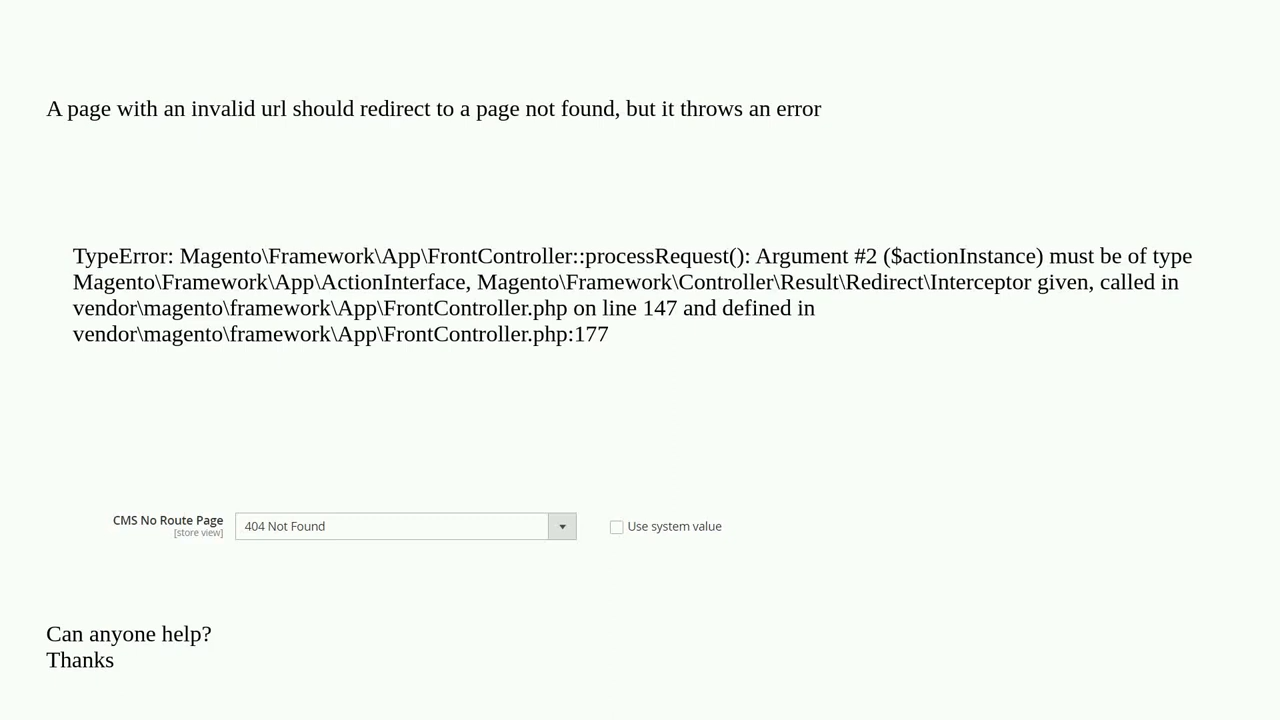 A page with an invalid url should redirect to a page not found, but it throws an error
TypeError: Magento\Framework\App\FrontController::processRequest(): Argument #2 ($actionInstance) must be of type
Magento\Framework\App\ActionInterface, Magento\Framework\Controller\Result\Redirect\Interceptor given, called in
vendor\magento\framework\App\FrontController.php on line 147 and defined in
vendor\magento\framework\App\FrontController.php:177
CMS No Route Page
[store view]
404 Not Found
Use system value
Can anyone help?
Thanks